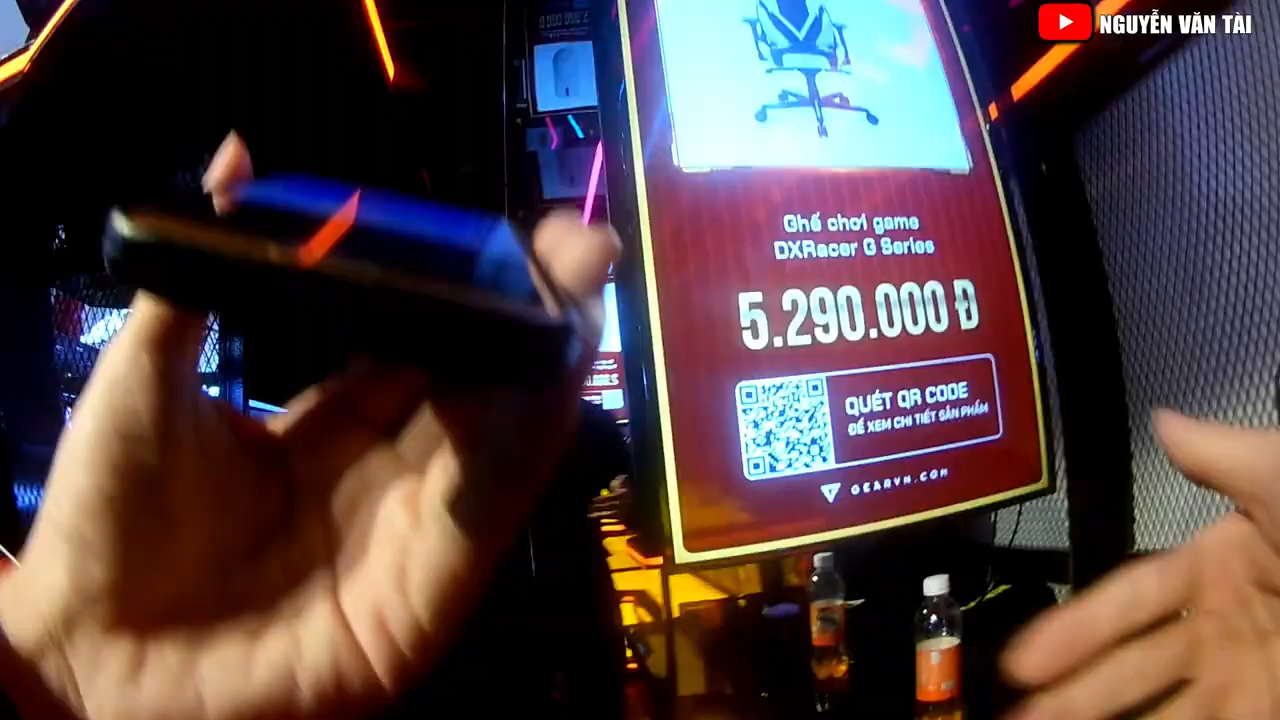 NGUYỄN VĂN TÀI
Ghế chơi game
DXRacer G Series
5.290.000 Đ
QUÉT QR CODE
ĐỂ XEM CHI TIẾT SẢN PHẨM
GEARVN.COM